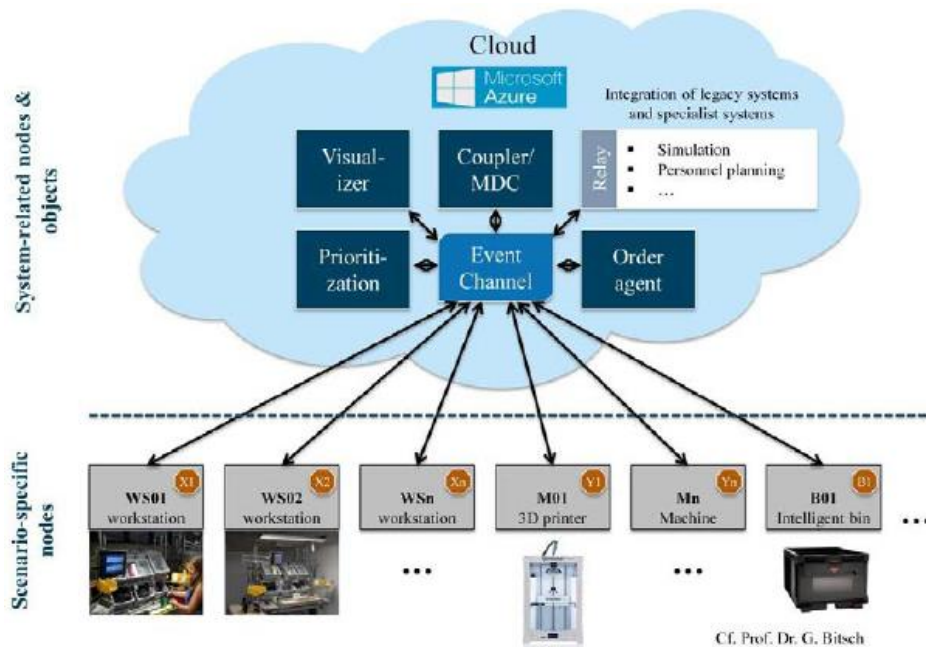 System-related nodes &
objects
Cloud
Microsoft
Azure
Integration of legacy systems
and specialist systems
Visual-
izer
Coupler/
MDC
Relay
▪ Simulation
▪ Personnel planning
▪ ...
Prioriti-
zation
Event
Channel
Order
agent
Scenario-specific
nodes
X1
WS01
workstation
X2
WS02
workstation
Xn
WSn
workstation
Y1
M01
3D printer
Yn
Mn
Machine
B1
B01
Intelligent bin
...
...
...
Cf. Prof. Dr. G. Bitsch